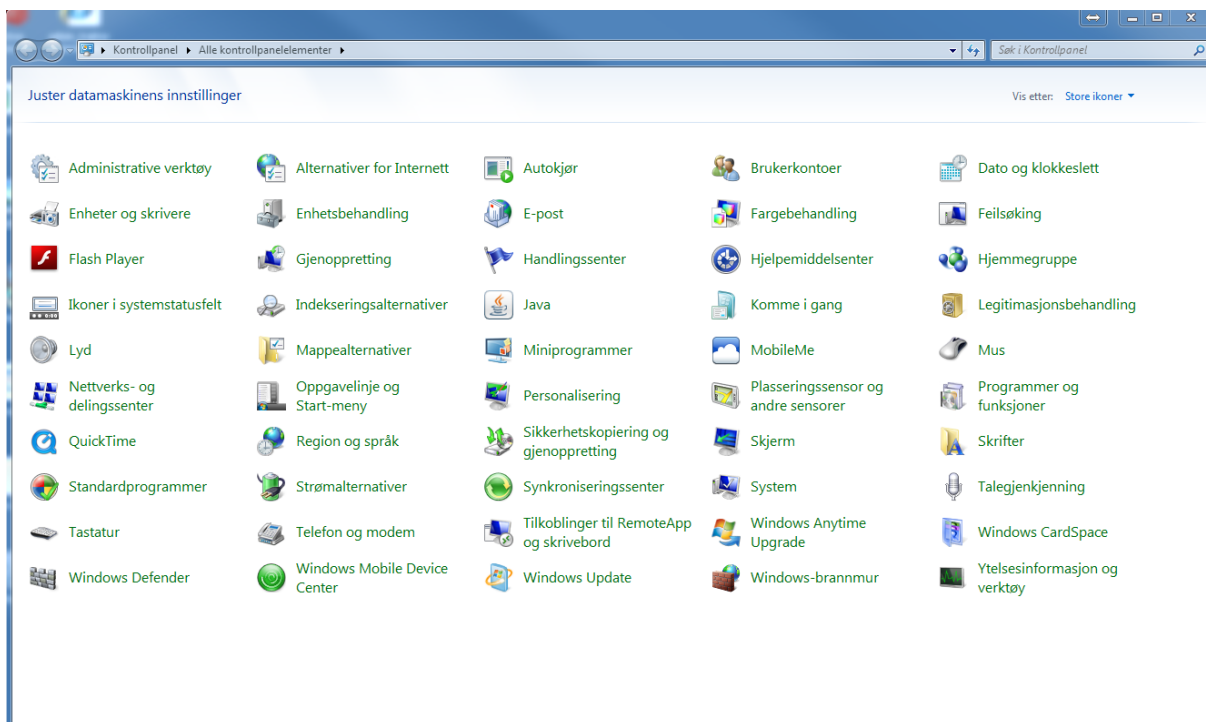 Kontrollpanel ▸ Alle kontrollpanelelementer ▸ Søk i Kontrollpanel
Juster datamaskinens innstillinger
Vis etter: Store ikoner
Administrative verktøy
Alternativer for Internett
Autokjør
Brukerkontoer
Dato og klokkeslett
Enheter og skrivere
Enhetsbehandling
E-post
Fargebehandling
Feilsøking
Flash Player
Gjenoppretting
Handlingssenter
Hjelpemiddelsenter
Hjemmegruppe
Ikoner i systemstatusfelt
Indekseringsalternativer
Java
Komme i gang
Legitimasjonsbehandling
Lyd
Mappealternativer
Miniprogrammer
MobileMe
Mus
Nettverks- og
delingssenter
Oppgavelinje og
Start-meny
Personalisering
Plasseringssensor og
andre sensorer
Programmer og
funksjoner
QuickTime
Region og språk
Sikkerhetskopiering og
gjenoppretting
Skjerm
Skrifter
Standardprogrammer
Strømalternativer
Synkroniseringssenter
System
Talegjenkjenning
Tastatur
Telefon og modem
Tilkoblinger til RemoteApp
og skrivebord
Windows Anytime
Upgrade
Windows CardSpace
Windows Defender
Windows Mobile Device
Center
Windows Update
Windows-brannmur
Ytelsesinformasjon og
verktøy